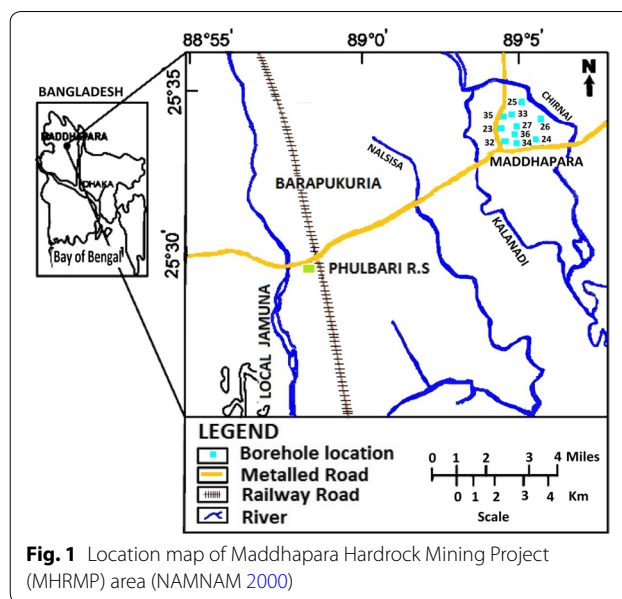 88°55' 89°0' 89°5'
BANGLADESH
25°35'
25°30'
MADDHAPARA
DHAKA
Bay of Bengal
N
CHIRNAI
25
35 33
23 27 26
36
32 34 24
MADDHAPARA
NALSISA
BARAPUKURIA
KALANADI
PHULBARI R.S
LOCAL JAMUNA
LEGEND
Borehole location
Metalled Road
Railway Road
River
0 1 2 3 4 Miles
0 1 2 3 4 Km
Scale
Fig. 1 Location map of Maddhapara Hardrock Mining Project
(MHRMP) area (NAMNAM 2000)